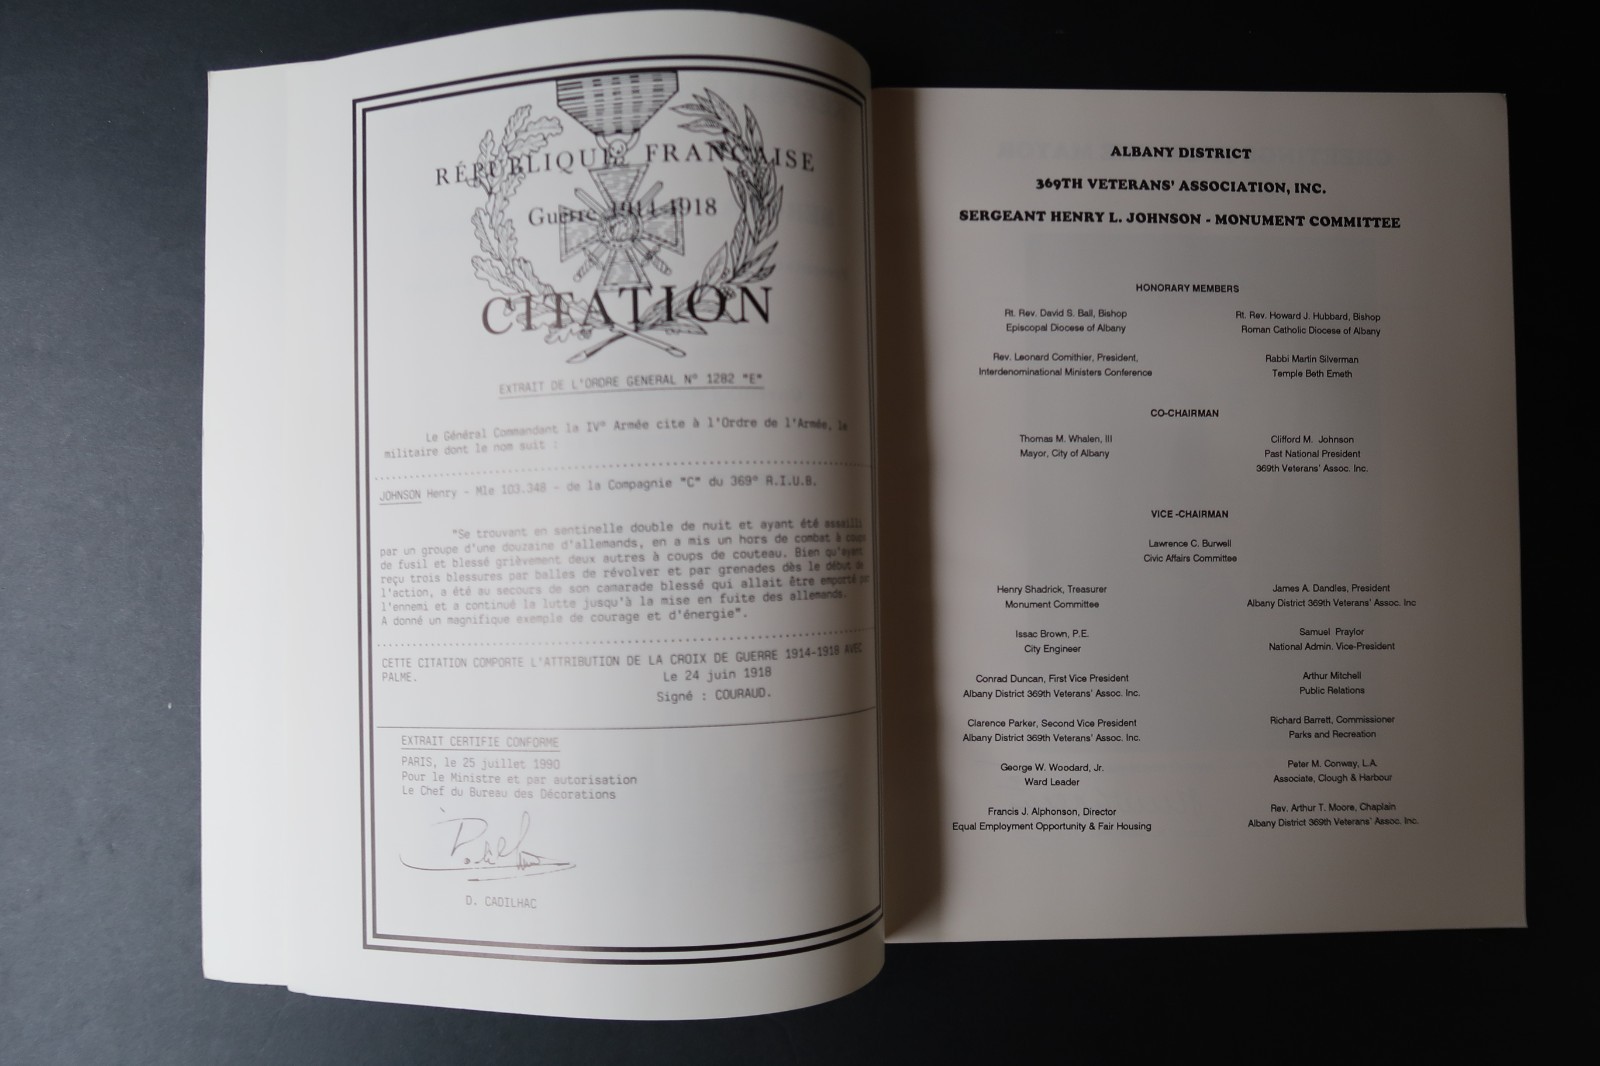 RÉPUBLIQUE FRANÇAISE
Guerre 1914-1918
CITATION
EXTRAIT DE L'ORDRE GENERAL N° 1282 "E"
Le Général Commandant la IV° Armée cite à l'Ordre de l'Armée, le
militaire dont le nom suit :
JOHNSON Henry - Mle 103.348 - de la Compagnie "C" du 369° R.I.U.B.
"Se trouvant en sentinelle double de nuit et ayant été assailli
par un groupe d'une douzaine d'allemands, en a mis un hors de combat à coups
de fusil et blessé grièvement deux autres à coups de couteau. Bien qu'ayant
reçu trois blessures par balles de révolver et par grenades dès le début de
l'action, a été au secours de son camarade blessé qui allait être emporté par
l'ennemi et a continué la lutte jusqu'à la mise en fuite des allemands.
A donné un magnifique exemple de courage et d'énergie".
CETTE CITATION COMPORTE L'ATTRIBUTION DE LA CROIX DE GUERRE 1914-1918 AVEC
PALME.
Le 24 juin 1918
Signé : COURAUD.
EXTRAIT CERTIFIE CONFORME
PARIS, le 25 juillet 1990
Pour le Ministre et par autorisation
Le Chef du Bureau des Décorations
D. CADILHAC
ALBANY DISTRICT
369TH VETERANS' ASSOCIATION, INC.
SERGEANT HENRY L. JOHNSON - MONUMENT COMMITTEE
HONORARY MEMBERS
Rt. Rev. David S. Ball, Bishop
Episcopal Diocese of Albany
Rt. Rev. Howard J. Hubbard, Bishop
Roman Catholic Diocese of Albany
Rev. Leonard Comithier, President,
Interdenominational Ministers Conference
Rabbi Martin Silverman
Temple Beth Emeth
CO-CHAIRMAN
Thomas M. Whalen, III
Mayor, City of Albany
Clifford M. Johnson
Past National President
369th Veterans' Assoc. Inc.
VICE -CHAIRMAN
Lawrence C. Burwell
Civic Affairs Committee
Henry Shadrick, Treasurer
Monument Committee
James A. Dandles, President
Albany District 369th Veterans' Assoc. Inc
Issac Brown, P.E.
City Engineer
Samuel Praylor
National Admin. Vice-President
Conrad Duncan, First Vice President
Albany District 369th Veterans' Assoc. Inc.
Arthur Mitchell
Public Relations
Clarence Parker, Second Vice President
Albany District 369th Veterans' Assoc. Inc.
Richard Barrett, Commissioner
Parks and Recreation
George W. Woodard, Jr.
Ward Leader
Peter M. Conway, L.A.
Associate, Clough & Harbour
Francis J. Alphonson, Director
Equal Employment Opportunity & Fair Housing
Rev. Arthur T. Moore, Chaplain
Albany District 369th Veterans' Assoc. Inc.